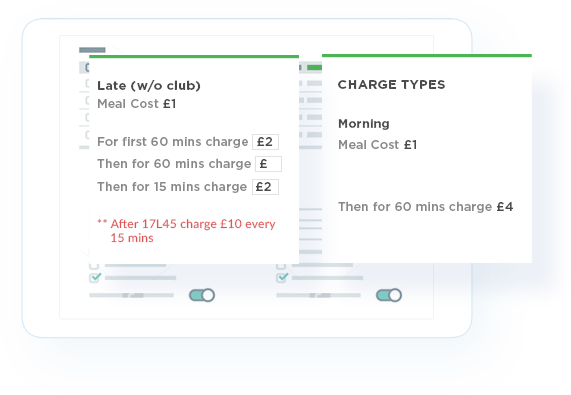 Late (w/o club)
Meal Cost £1
For first 60 mins charge £2
Then for 60 mins charge £
Then for 15 mins charge £2
** After 17L45 charge £10 every
15 mins
CHARGE TYPES
Morning
Meal Cost £1
Then for 60 mins charge £4